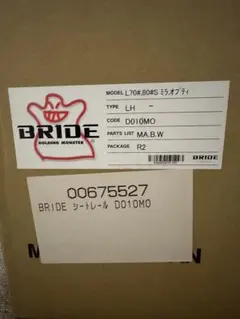 BRIDE
HOLDING MONSTER
MODEL L70#,80#S ミラ,オプティ
TYPE LH -
CODE D010MO
PARTS LIST MA.B.W
PACKAGE R2
BRIDE
00675527
BRIDE シートレール D010MO